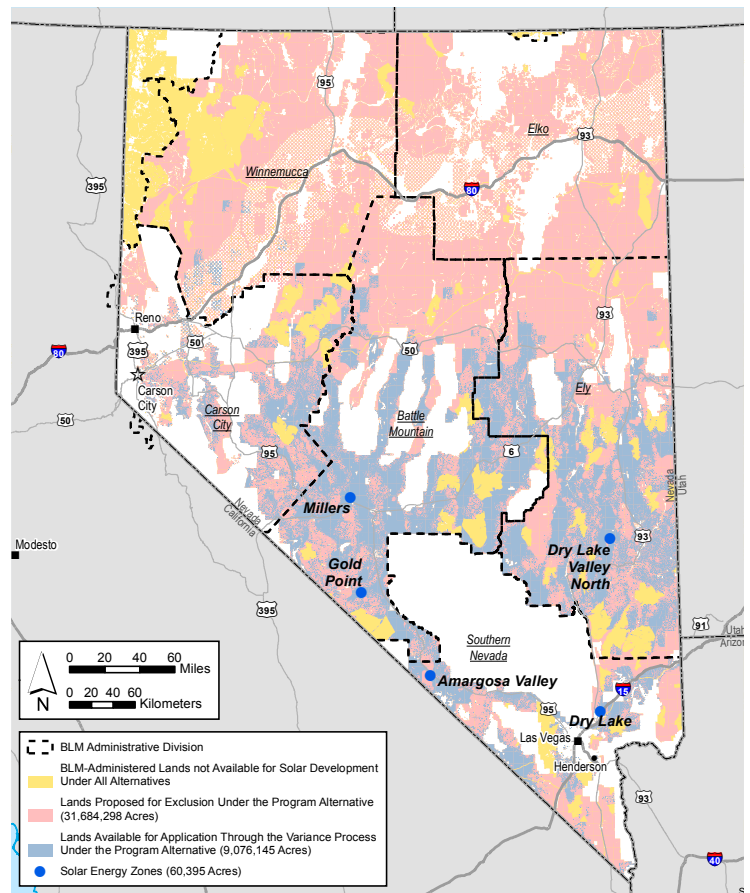 95
Elko
93
Winnemucca
395
80
Reno
80
395
50
50
93
Carson
City
Ely
Carson
City
Battle
Mountain
50
95
6
Nevada
California
Nevada
Utah
Millers
Modesto
Dry Lake
Valley
North
93
Gold
Point
395
Southern
Nevada
91
Utah
0 20 40 60
Miles
0 20 40 60
Kilometers
N
Amargosa Valley
15
95
Dry Lake
Las Vegas
Henderson
93
40
BLM Administrative Division
BLM-Administered Lands not Available for Solar Development
Under All Alternatives
Lands Proposed for Exclusion Under the Program Alternative
(31,684,298 Acres)
Lands Available for Application Through the Variance Process
Under the Program Alternative (9,076,145 Acres)
Solar Energy Zones (60,395 Acres)